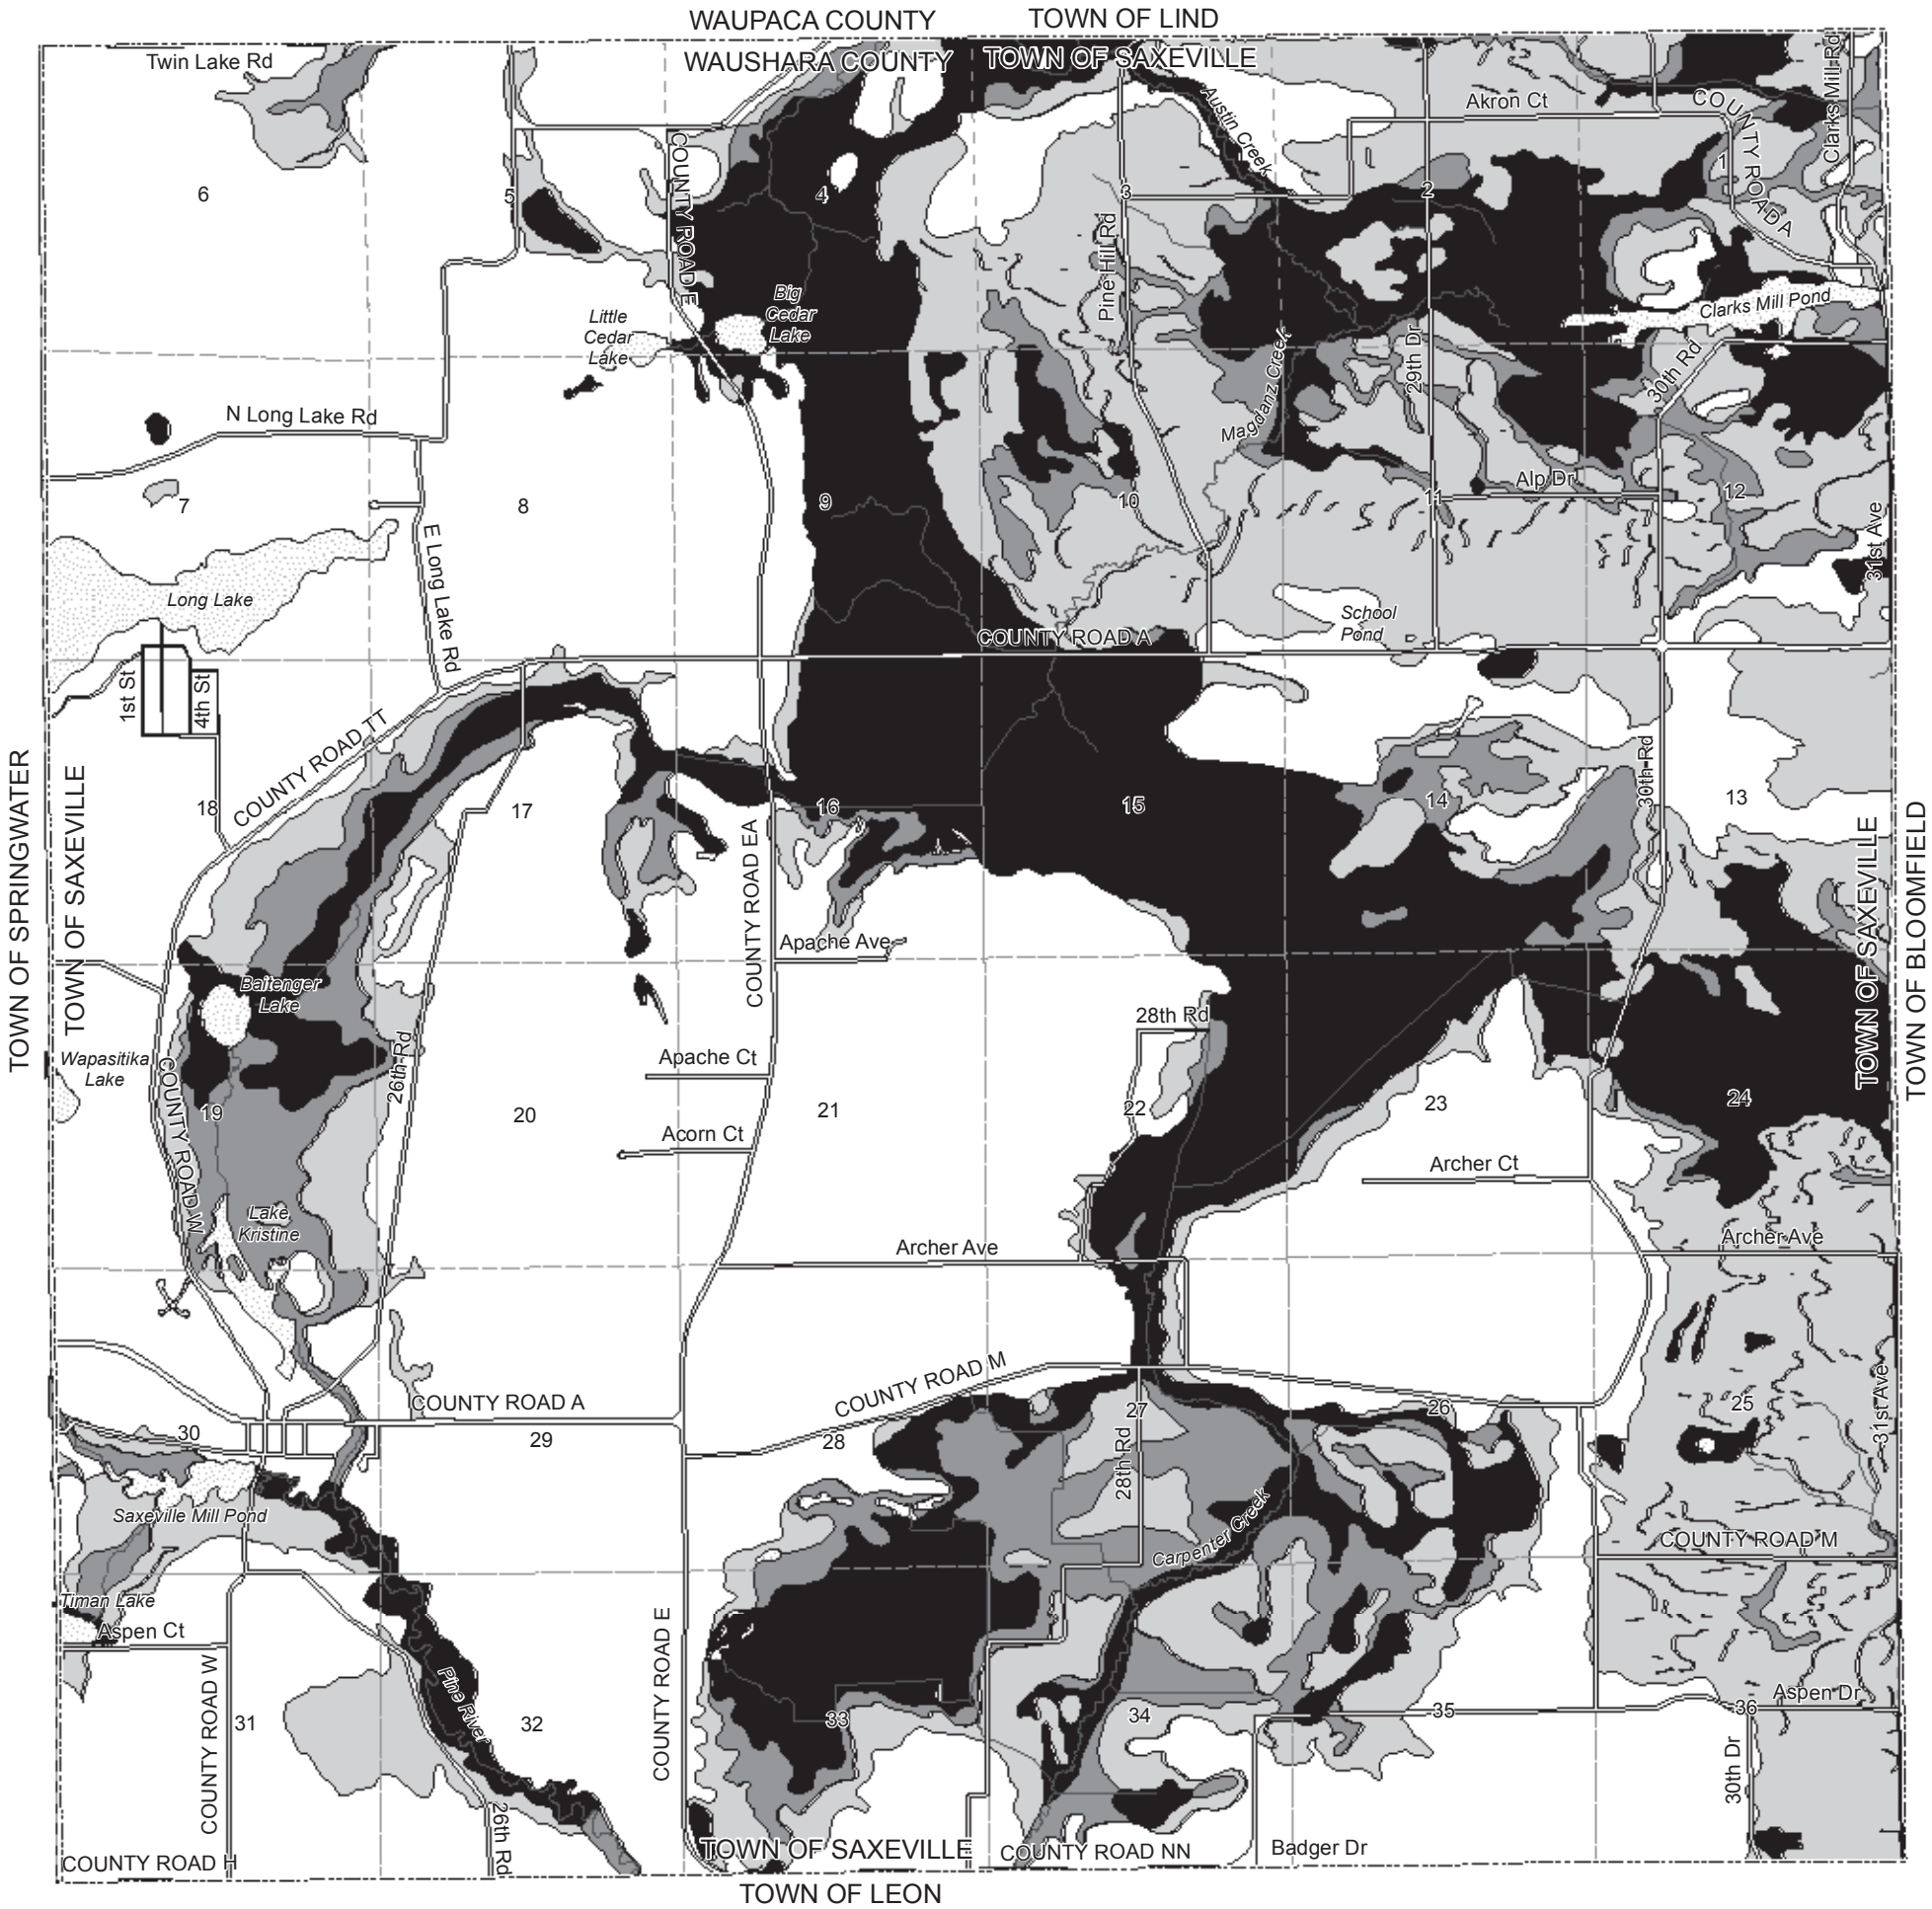 WAUPACA COUNTY
TOWN OF LIND
WAUSHARA COUNTY
TOWN OF SAXEVILLE
Twin Lake Rd
Akron Ct
COUNTY ROAD A
Clarks Mill Rd
Austin Creek
6
5
4
3
2
1
COUNTY ROAD E
Pine Hill Rd
Big
Cedar
Lake
Little
Cedar
Lake
Clarks Mill Pond
29th Dr
30th Rd
Magdanz Creek
N Long Lake Rd
7
8
9
10
11
Alp Dr
12
31st Ave
E Long Lake Rd
Long Lake
School
Pond
COUNTY ROAD A
1st St
4th St
COUNTY ROAD TT
30th Rd
18
17
16
15
14
13
TOWN OF SPRINGWATER
TOWN OF SAXEVILLE
TOWN OF SAXEVILLE
TOWN OF BLOOMFIELD
COUNTY ROAD EA
Apache Ave
Baitenger
Lake
28th Rd
Wapasitika
Lake
26th Rd
Apache Ct
COUNTY ROAD W
19
20
21
22
23
24
Acorn Ct
Archer Ct
Lake
Kristine
Archer Ave
Archer Ave
COUNTY ROAD M
COUNTY ROAD A
30
29
28
27
26
25
31st Ave
28th Rd
Carpenter Creek
Saxeville Mill Pond
COUNTY ROAD M
Timan Lake
Aspen Ct
COUNTY ROAD W
Pine River
COUNTY ROAD E
Aspen Dr
31
32
33
34
35
36
30th Dr
26th Rd
COUNTY ROAD H
TOWN OF SAXEVILLE
COUNTY ROAD NN
Badger Dr
TOWN OF LEON